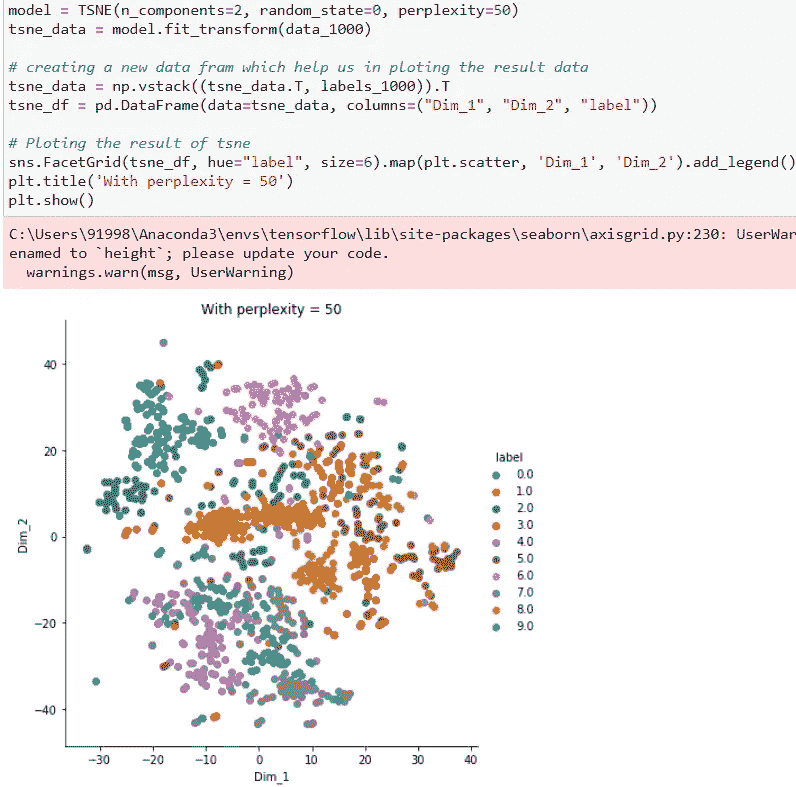 model = TSNE(n_components=2, random_state=0, perplexity=50)
tsne_data = model.fit_transform(data_1000)
# creating a new data fram which help us in ploting the result data
tsne_data = np.vstack((tsne_data.T, labels_1000)).T
tsne_df = pd.DataFrame(data=tsne_data, columns=("Dim_1", "Dim_2", "label"))
# Ploting the result of tsne
sns.FacetGrid(tsne_df, hue="label", size=6).map(plt.scatter, 'Dim_1', 'Dim_2').add_legend()
plt.title('With perplexity = 50')
plt.show()
C:\Users\91998\Anaconda3\envs\tensorflow\lib\site-packages\seaborn\axisgrid.py:230: UserWar
enamed to `height`; please update your code.
warnings.warn(msg, UserWarning)
With perplexity = 50
40
20
0
−20
−40
Dim_2
−30
−20
−10
0
10
20
30
40
Dim_1
label
0.0
1.0
2.0
3.0
4.0
5.0
6.0
7.0
8.0
9.0